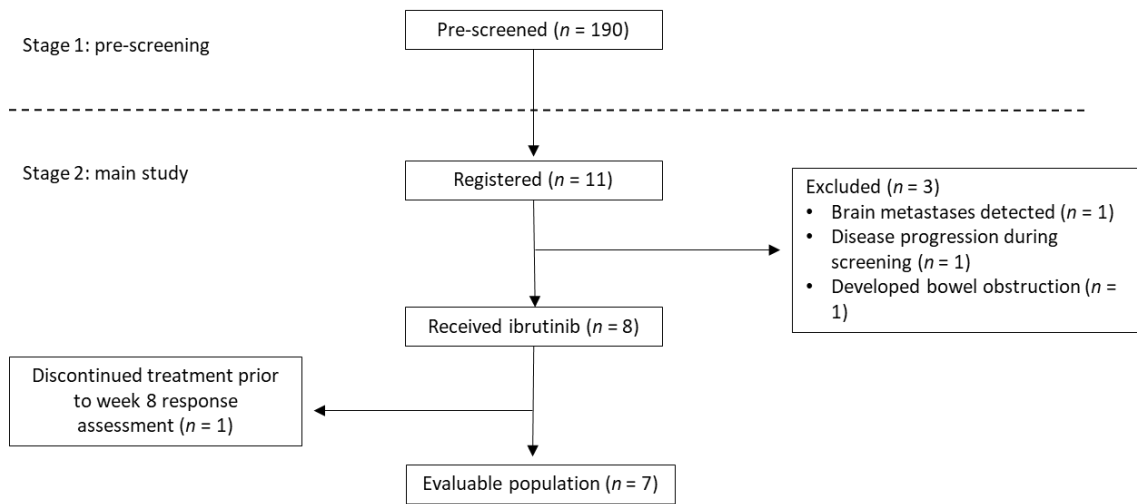 Pre-screened (n = 190)
Stage 1: pre-screening
Stage 2: main study
Registered (n = 11)
Excluded (n = 3)
• Brain metastases detected (n = 1)
• Disease progression during
screening (n = 1)
• Developed bowel obstruction (n =
1)
Received ibrutinib (n = 8)
Discontinued treatment prior
to week 8 response
assessment (n = 1)
Evaluable population (n = 7)